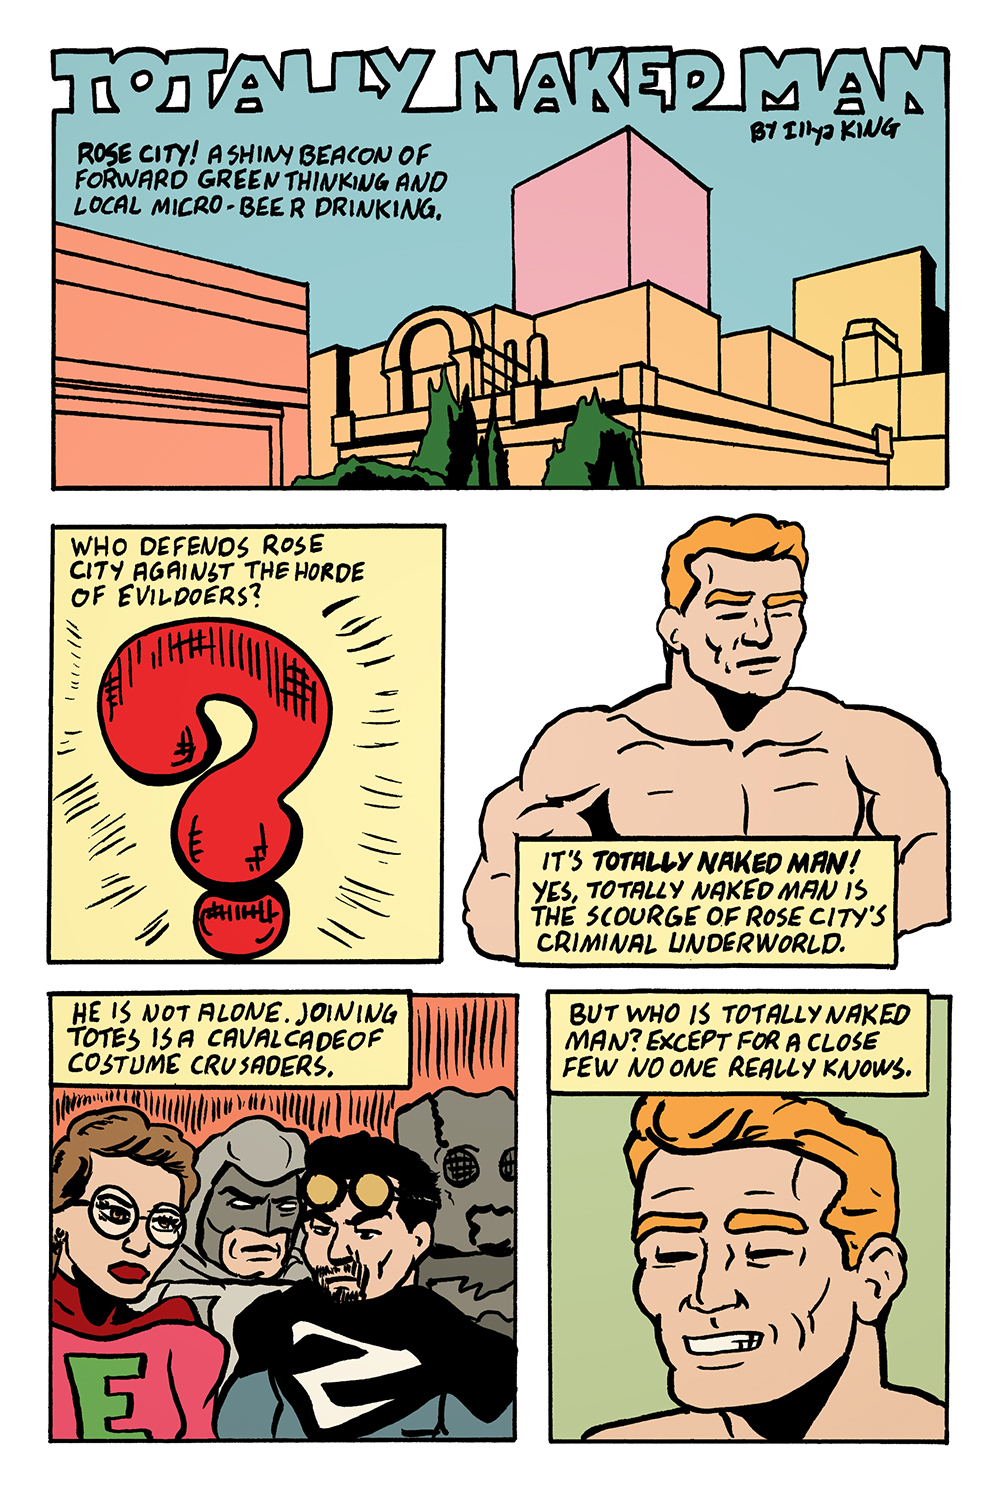 TOTALLY NAKED MAN
BY Illya KING
ROSE CITY! A SHINY BEACON OF
FORWARD GREEN THINKING AND
LOCAL MICRO-BEER DRINKING.
WHO DEFENDS ROSE
CITY AGAINST THE HORDE
OF EVILDOERS?
?
IT'S TOTALLY NAKED MAN!
YES, TOTALLY NAKED MAN IS
THE SCOURGE OF ROSE CITY'S
CRIMINAL UNDERWORLD.
HE IS NOT ALONE. JOINING
TOTES IS A CAVALCADE OF
COSTUME CRUSADERS.
E
Z
BUT WHO IS TOTALLY NAKED
MAN? EXCEPT FOR A CLOSE
FEW NO ONE REALLY KNOWS.